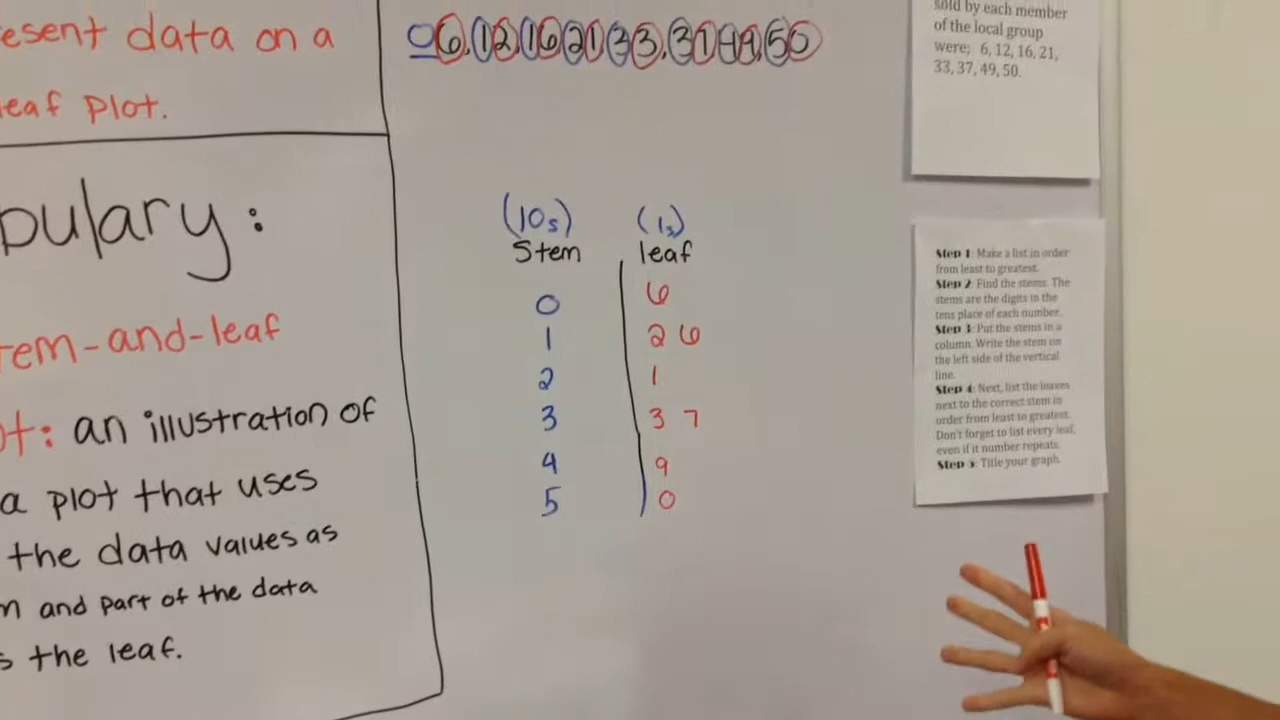 esent data on a
eaf plot.
bulary:
tem-and-leaf
ot: an illustration of
a plot that uses
the data values as
m and part of the data
s the leaf.
06, 12, 16, 21, 33, 37, 49, 50
(10s) (1s)
Stem leaf
0 6
1 2 6
2 1
3 3 7
4 9
5 0
sold by each member
of the local group
were; 6, 12, 16, 21,
33, 37, 49, 50.
Step 1: Make a list in order
from least to greatest.
Step 2: Find the stems. The
stems are the digits in the
tens place of each number.
Step 3: Put the stems in a
column. Write the stem on
the left side of the vertical
line.
Step 4: Next, list the leaves
next to the correct stem in
order from least to greatest.
Don't forget to list every leaf,
even if it number repeats.
Step 5: Title your graph.